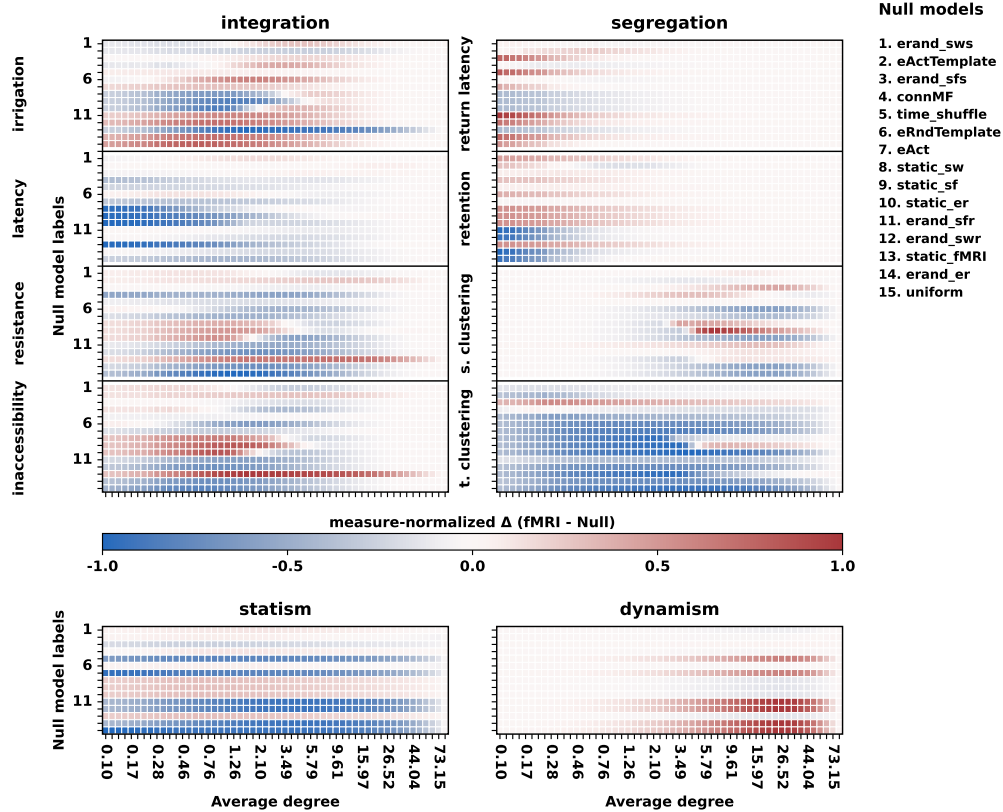 integration
segregation
Null models
1. erand_sws
2. eActTemplate
3. erand_sfs
4. connMF
5. time_shuffle
6. eRndTemplate
7. eAct
8. static_sw
9. static_sf
10. static_er
11. erand_sfr
12. erand_swr
13. static_fMRI
14. erand_er
15. uniform
Null model labels
irrigation
1
6
11
latency
1
6
11
resistance
1
6
11
inaccessibility
1
6
11
return latency
retention
s. clustering
t. clustering
measure-normalized Δ (fMRI - Null)
-1.0 -0.5 0.0 0.5 1.0
statism
dynamism
Null model labels
1
6
11
0.10 0.17 0.28 0.46 0.76 1.26 2.10 3.49 5.79 9.61 15.97 26.52 44.04 73.15
0.10 0.17 0.28 0.46 0.76 1.26 2.10 3.49 5.79 9.61 15.97 26.52 44.04 73.15
Average degree
Average degree